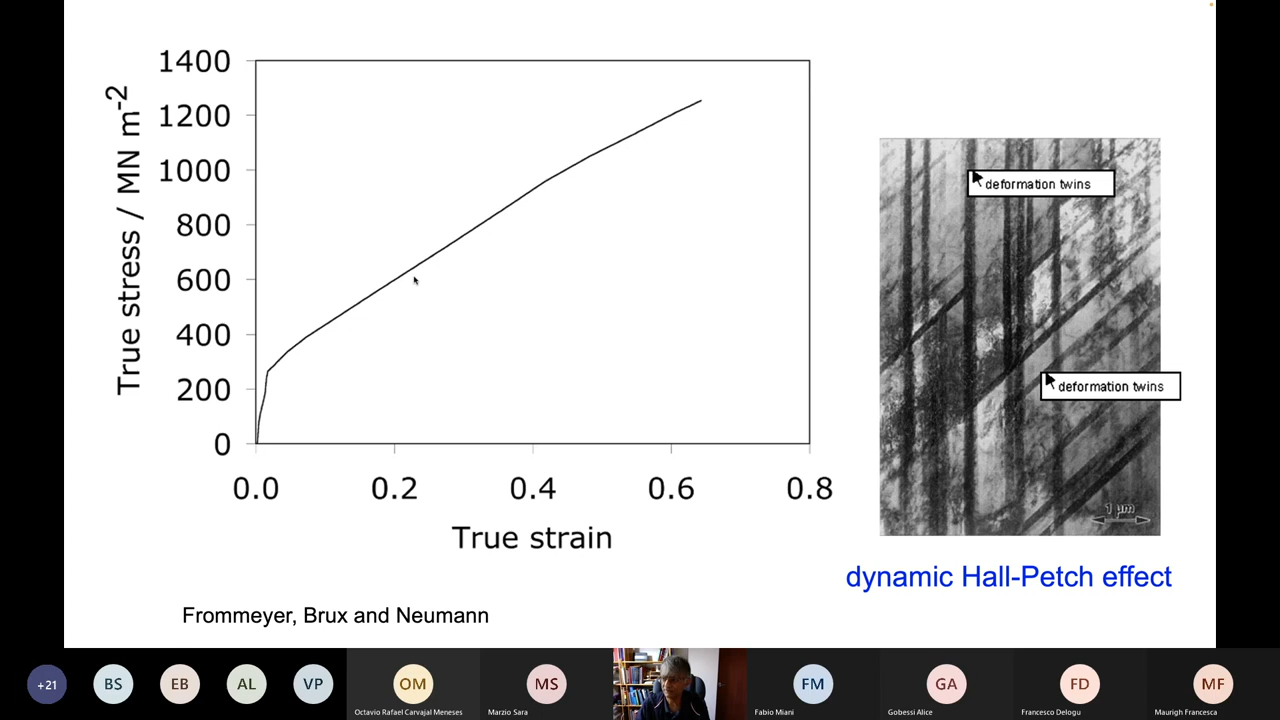 1400
1200
1000
800
600
400
200
0
True stress / MN m-2
0.0 0.2 0.4 0.6 0.8
True strain
deformation twins
deformation twins
1 µm
dynamic Hall-Petch effect
Frommeyer, Brux and Neumann
+21 BS EB AL VP OM MS FM GA FD MF
Octavio Rafael Carvajal Meneses Marzio Sara Fabio Miani Gobessi Alice Francesco Delogu Maurigh Francesca